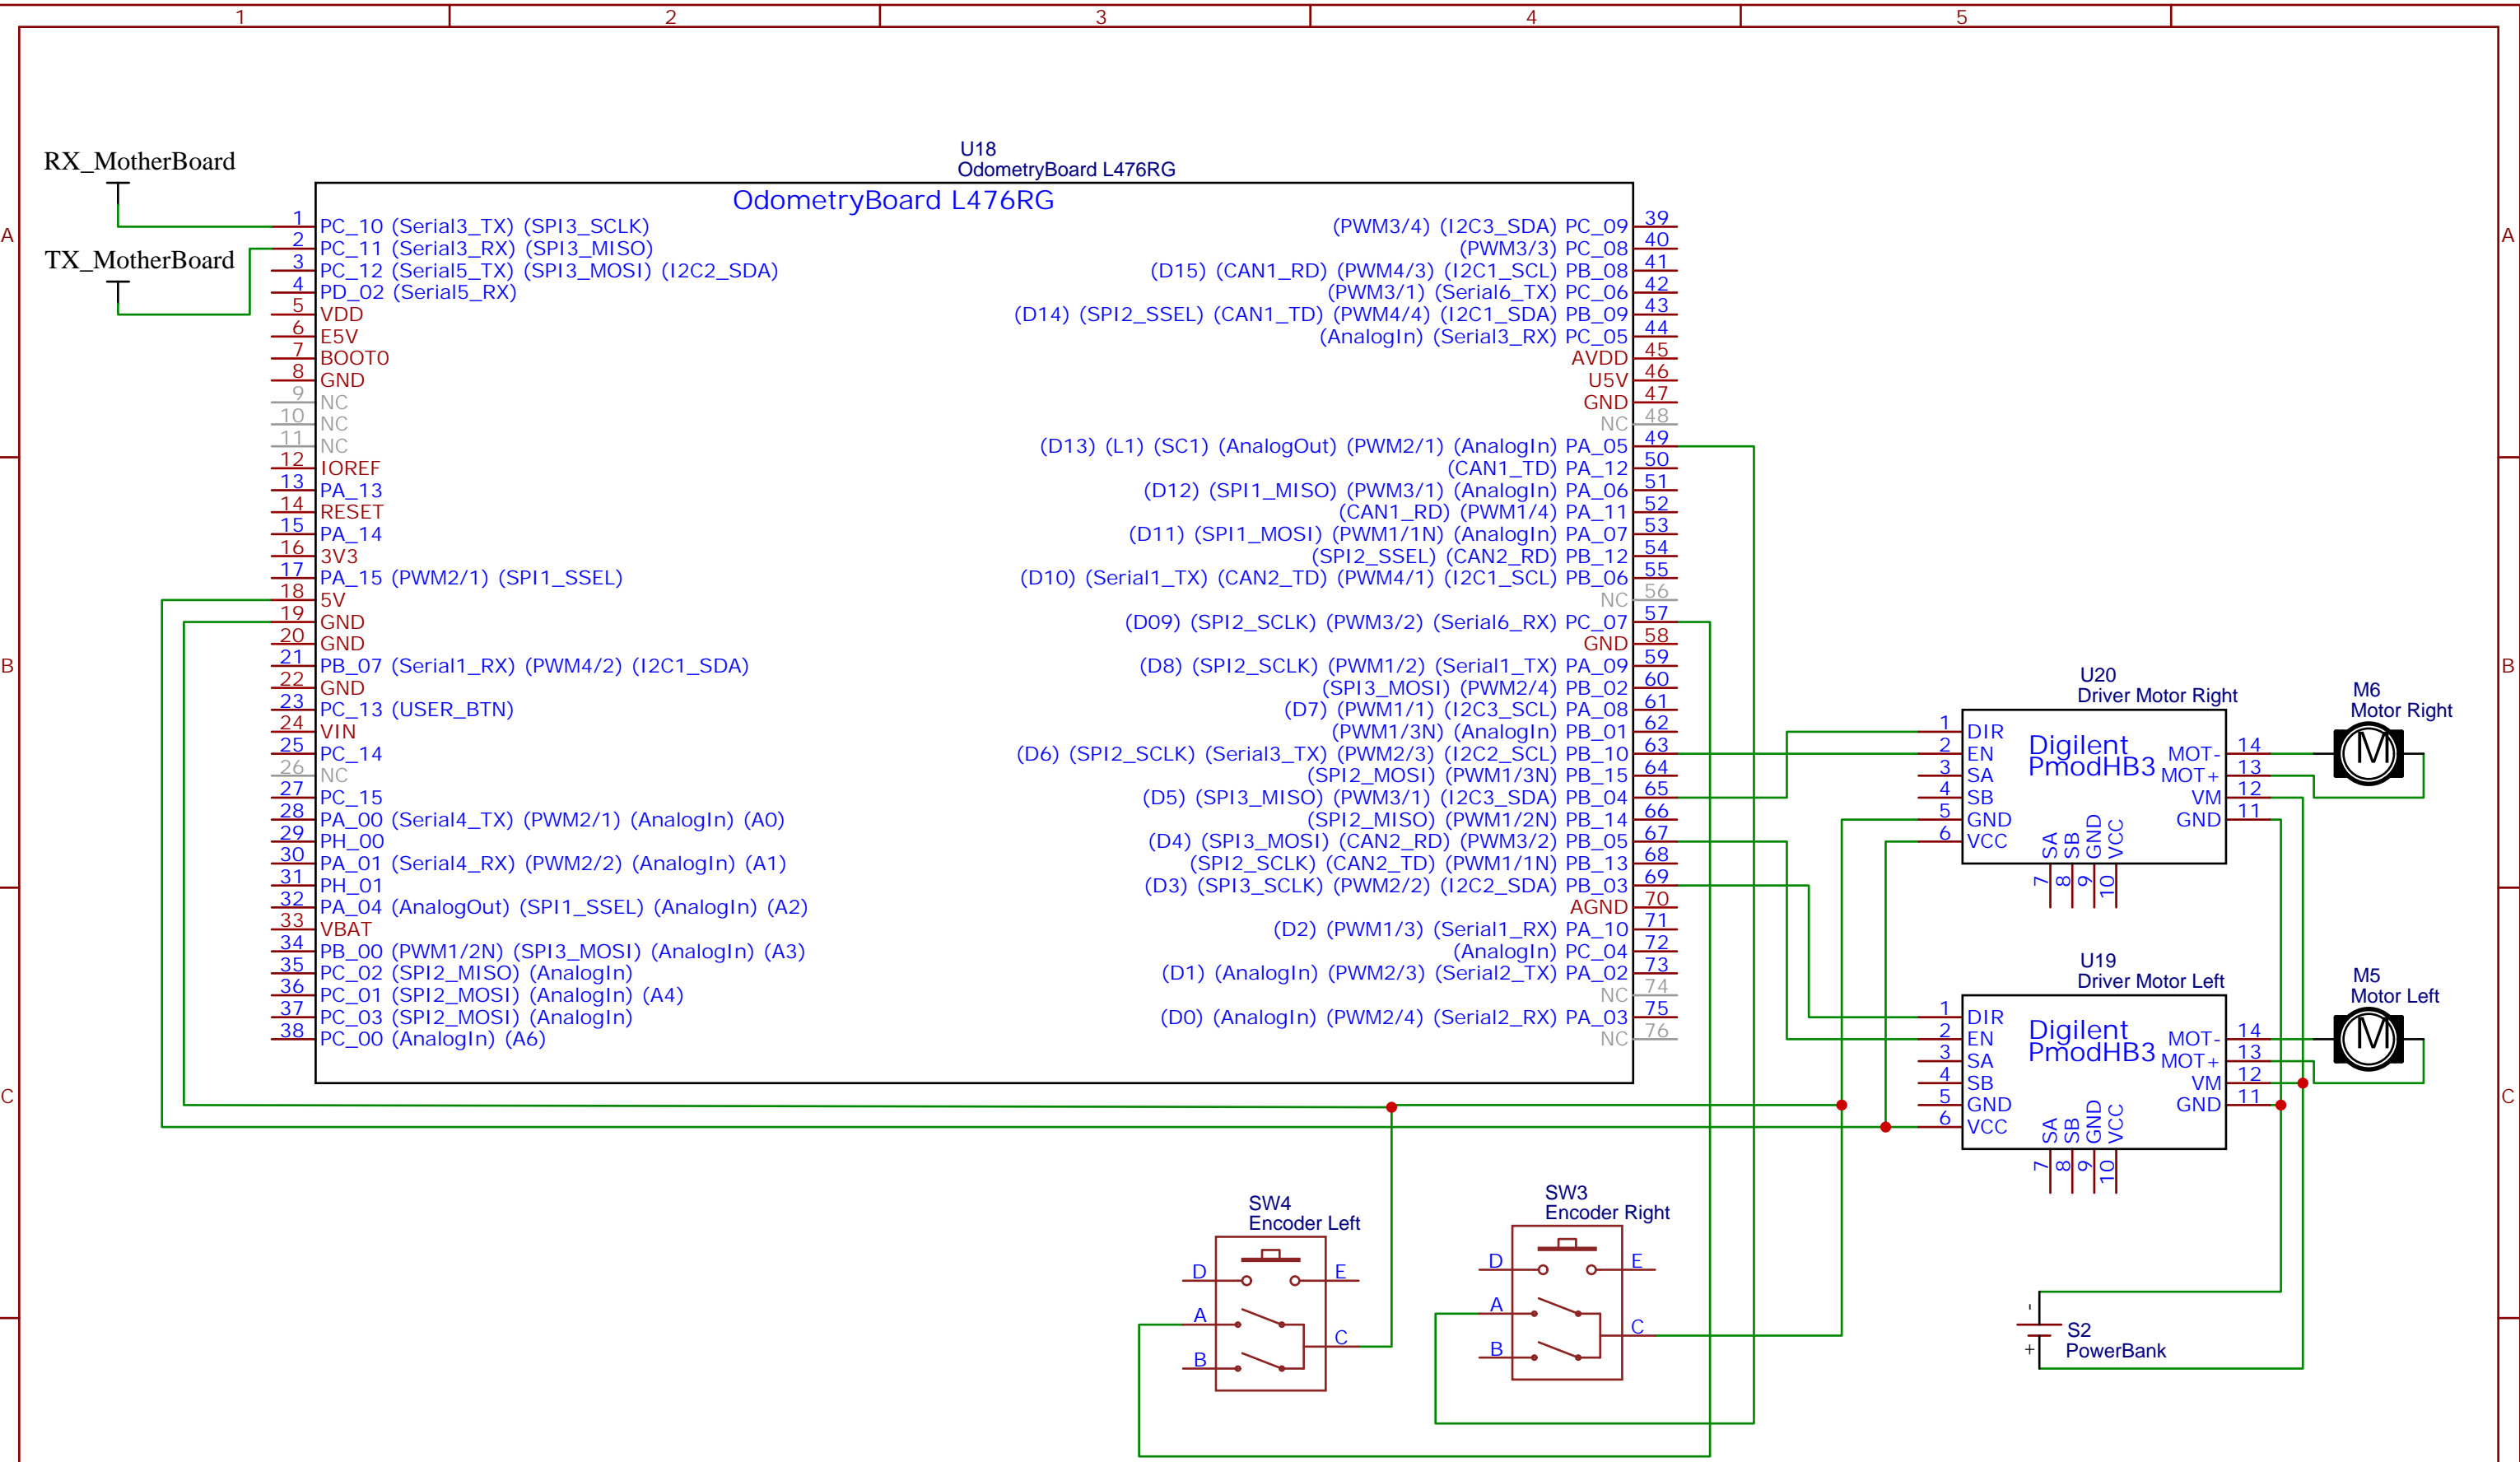 1 2 3 4 5
A A
B B
C C
RX_MotherBoard
TX_MotherBoard
U18
OdometryBoard L476RG
OdometryBoard L476RG
1 PC_10 (Serial3_TX) (SPI3_SCLK)
2 PC_11 (Serial3_RX) (SPI3_MISO)
3 PC_12 (Serial5_TX) (SPI3_MOSI) (I2C2_SDA)
4 PD_02 (Serial5_RX)
5 VDD
6 E5V
7 BOOT0
8 GND
9 NC
10 NC
11 NC
12 IOREF
13 PA_13
14 RESET
15 PA_14
16 3V3
17 PA_15 (PWM2/1) (SPI1_SSEL)
18 5V
19 GND
20 GND
21 PB_07 (Serial1_RX) (PWM4/2) (I2C1_SDA)
22 GND
23 PC_13 (USER_BTN)
24 VIN
25 PC_14
26 NC
27 PC_15
28 PA_00 (Serial4_TX) (PWM2/1) (AnalogIn) (A0)
29 PH_00
30 PA_01 (Serial4_RX) (PWM2/2) (AnalogIn) (A1)
31 PH_01
32 PA_04 (AnalogOut) (SPI1_SSEL) (AnalogIn) (A2)
33 VBAT
34 PB_00 (PWM1/2N) (SPI3_MOSI) (AnalogIn) (A3)
35 PC_02 (SPI2_MISO) (AnalogIn)
36 PC_01 (SPI2_MOSI) (AnalogIn) (A4)
37 PC_03 (SPI2_MOSI) (AnalogIn)
38 PC_00 (AnalogIn) (A6)
(PWM3/4) (I2C3_SDA) PC_09 39
(PWM3/3) PC_08 40
(D15) (CAN1_RD) (PWM4/3) (I2C1_SCL) PB_08 41
(PWM3/1) (Serial6_TX) PC_06 42
(D14) (SPI2_SSEL) (CAN1_TD) (PWM4/4) (I2C1_SDA) PB_09 43
(AnalogIn) (Serial3_RX) PC_05 44
AVDD 45
U5V 46
GND 47
NC 48
(D13) (L1) (SC1) (AnalogOut) (PWM2/1) (AnalogIn) PA_05 49
(CAN1_TD) PA_12 50
(D12) (SPI1_MISO) (PWM3/1) (AnalogIn) PA_06 51
(CAN1_RD) (PWM1/4) PA_11 52
(D11) (SPI1_MOSI) (PWM1/1N) (AnalogIn) PA_07 53
(SPI2_SSEL) (CAN2_RD) PB_12 54
(D10) (Serial1_TX) (CAN2_TD) (PWM4/1) (I2C1_SCL) PB_06 55
NC 56
(D09) (SPI2_SCLK) (PWM3/2) (Serial6_RX) PC_07 57
GND 58
(D8) (SPI2_SCLK) (PWM1/2) (Serial1_TX) PA_09 59
(SPI3_MOSI) (PWM2/4) PB_02 60
(D7) (PWM1/1) (I2C3_SCL) PA_08 61
(PWM1/3N) (AnalogIn) PB_01 62
(D6) (SPI2_SCLK) (Serial3_TX) (PWM2/3) (I2C2_SCL) PB_10 63
(SPI2_MOSI) (PWM1/3N) PB_15 64
(D5) (SPI3_MISO) (PWM3/1) (I2C3_SDA) PB_04 65
(SPI2_MISO) (PWM1/2N) PB_14 66
(D4) (SPI3_MOSI) (CAN2_RD) (PWM3/2) PB_05 67
(SPI2_SCLK) (CAN2_TD) (PWM1/1N) PB_13 68
(D3) (SPI3_SCLK) (PWM2/2) (I2C2_SDA) PB_03 69
AGND 70
(D2) (PWM1/3) (Serial1_RX) PA_10 71
(AnalogIn) PC_04 72
(D1) (AnalogIn) (PWM2/3) (Serial2_TX) PA_02 73
NC 74
(D0) (AnalogIn) (PWM2/4) (Serial2_RX) PA_03 75
NC 76
U20
Driver Motor Right
Digilent
PmodHB3
1 DIR
2 EN
3 SA
4 SB
5 GND
6 VCC
MOT- 14
MOT+ 13
VM 12
GND 11
SA SB GND VCC
7 8 9 10
M6
Motor Right
M
U19
Driver Motor Left
Digilent
PmodHB3
1 DIR
2 EN
3 SA
4 SB
5 GND
6 VCC
MOT- 14
MOT+ 13
VM 12
GND 11
SA SB GND VCC
7 8 9 10
M5
Motor Left
M
SW4
Encoder Left
D E
A
C
B
SW3
Encoder Right
D E
A
C
B
-
S2
+ PowerBank